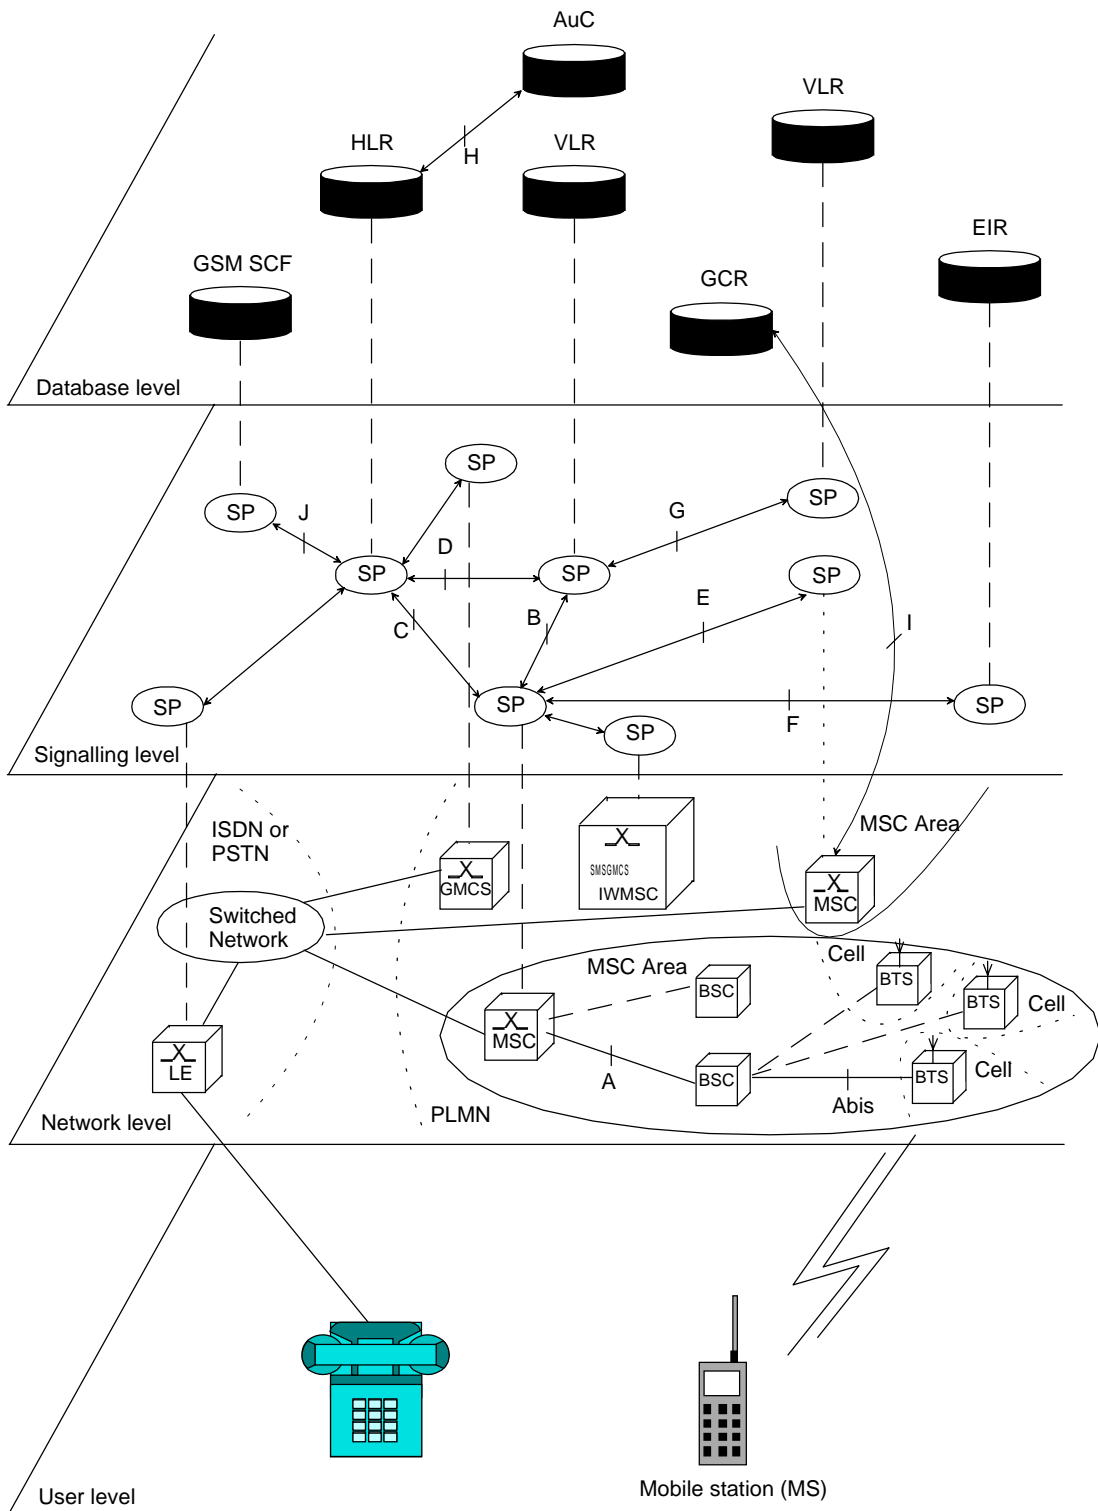 AuC
VLR
HLR
H
VLR
EIR
GSM SCF
GCR
Database level
SP
SP
J
SP
G
D
SP
SP
SP
E
C
B
I
SP
SP
SP
F
SP
Signalling level
ISDN or
PSTN
MSC Area
SMSGMCS
GMCS
IWMSC
MSC
Switched
Network
Cell
MSC Area
BSC
BTS
BTS
Cell
MSC
LE
A
BSC
BTS
Cell
Abis
PLMN
Network level
Mobile station (MS)
User level